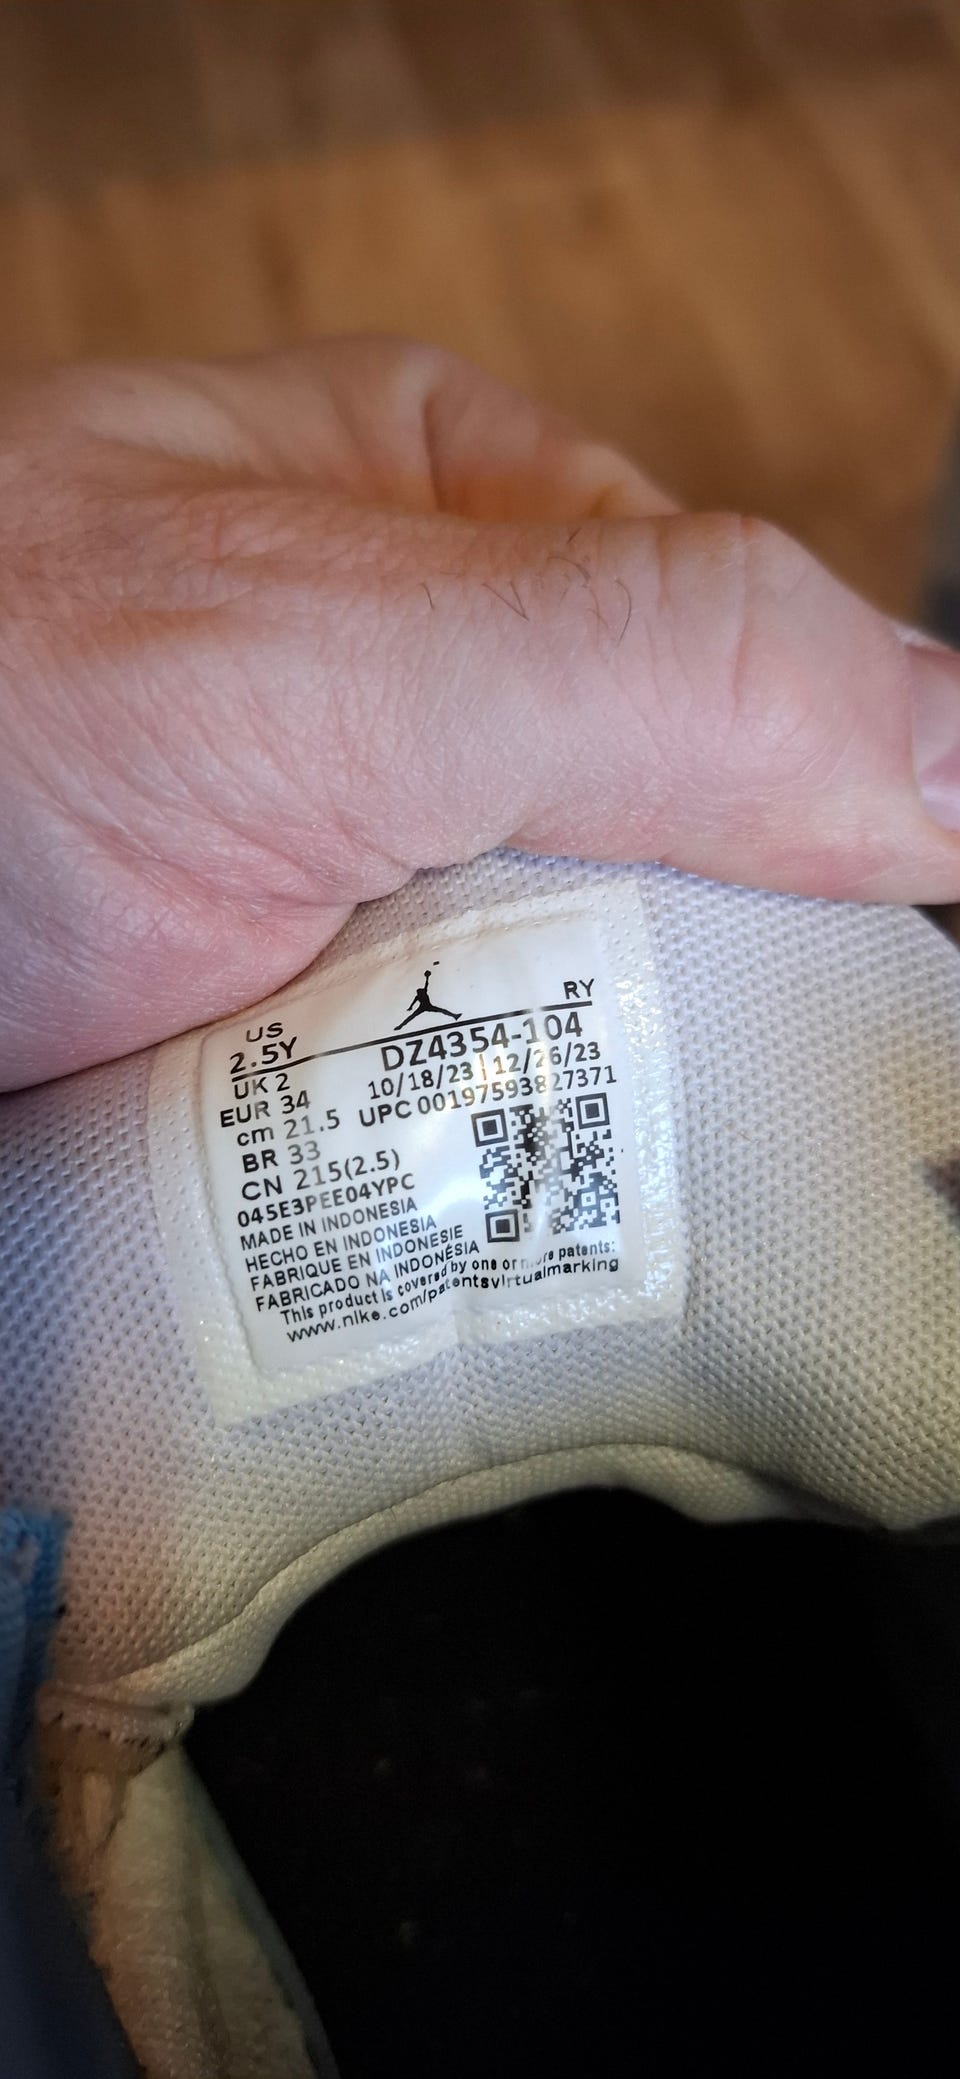 RY
US
2.5Y
DZ4354-104
UK 2
10/18/23 | 12/26/23
EUR 34
UPC 00197593827371
cm 21.5
BR 33
CN 215(2.5)
045E3PEE04YPC
MADE IN INDONESIA
HECHO EN INDONESIA
FABRIQUE EN INDONESIE
FABRICADO NA INDONÉSIA
This product is covered by one or more patents:
www.nike.com/patentsvirtualmarking